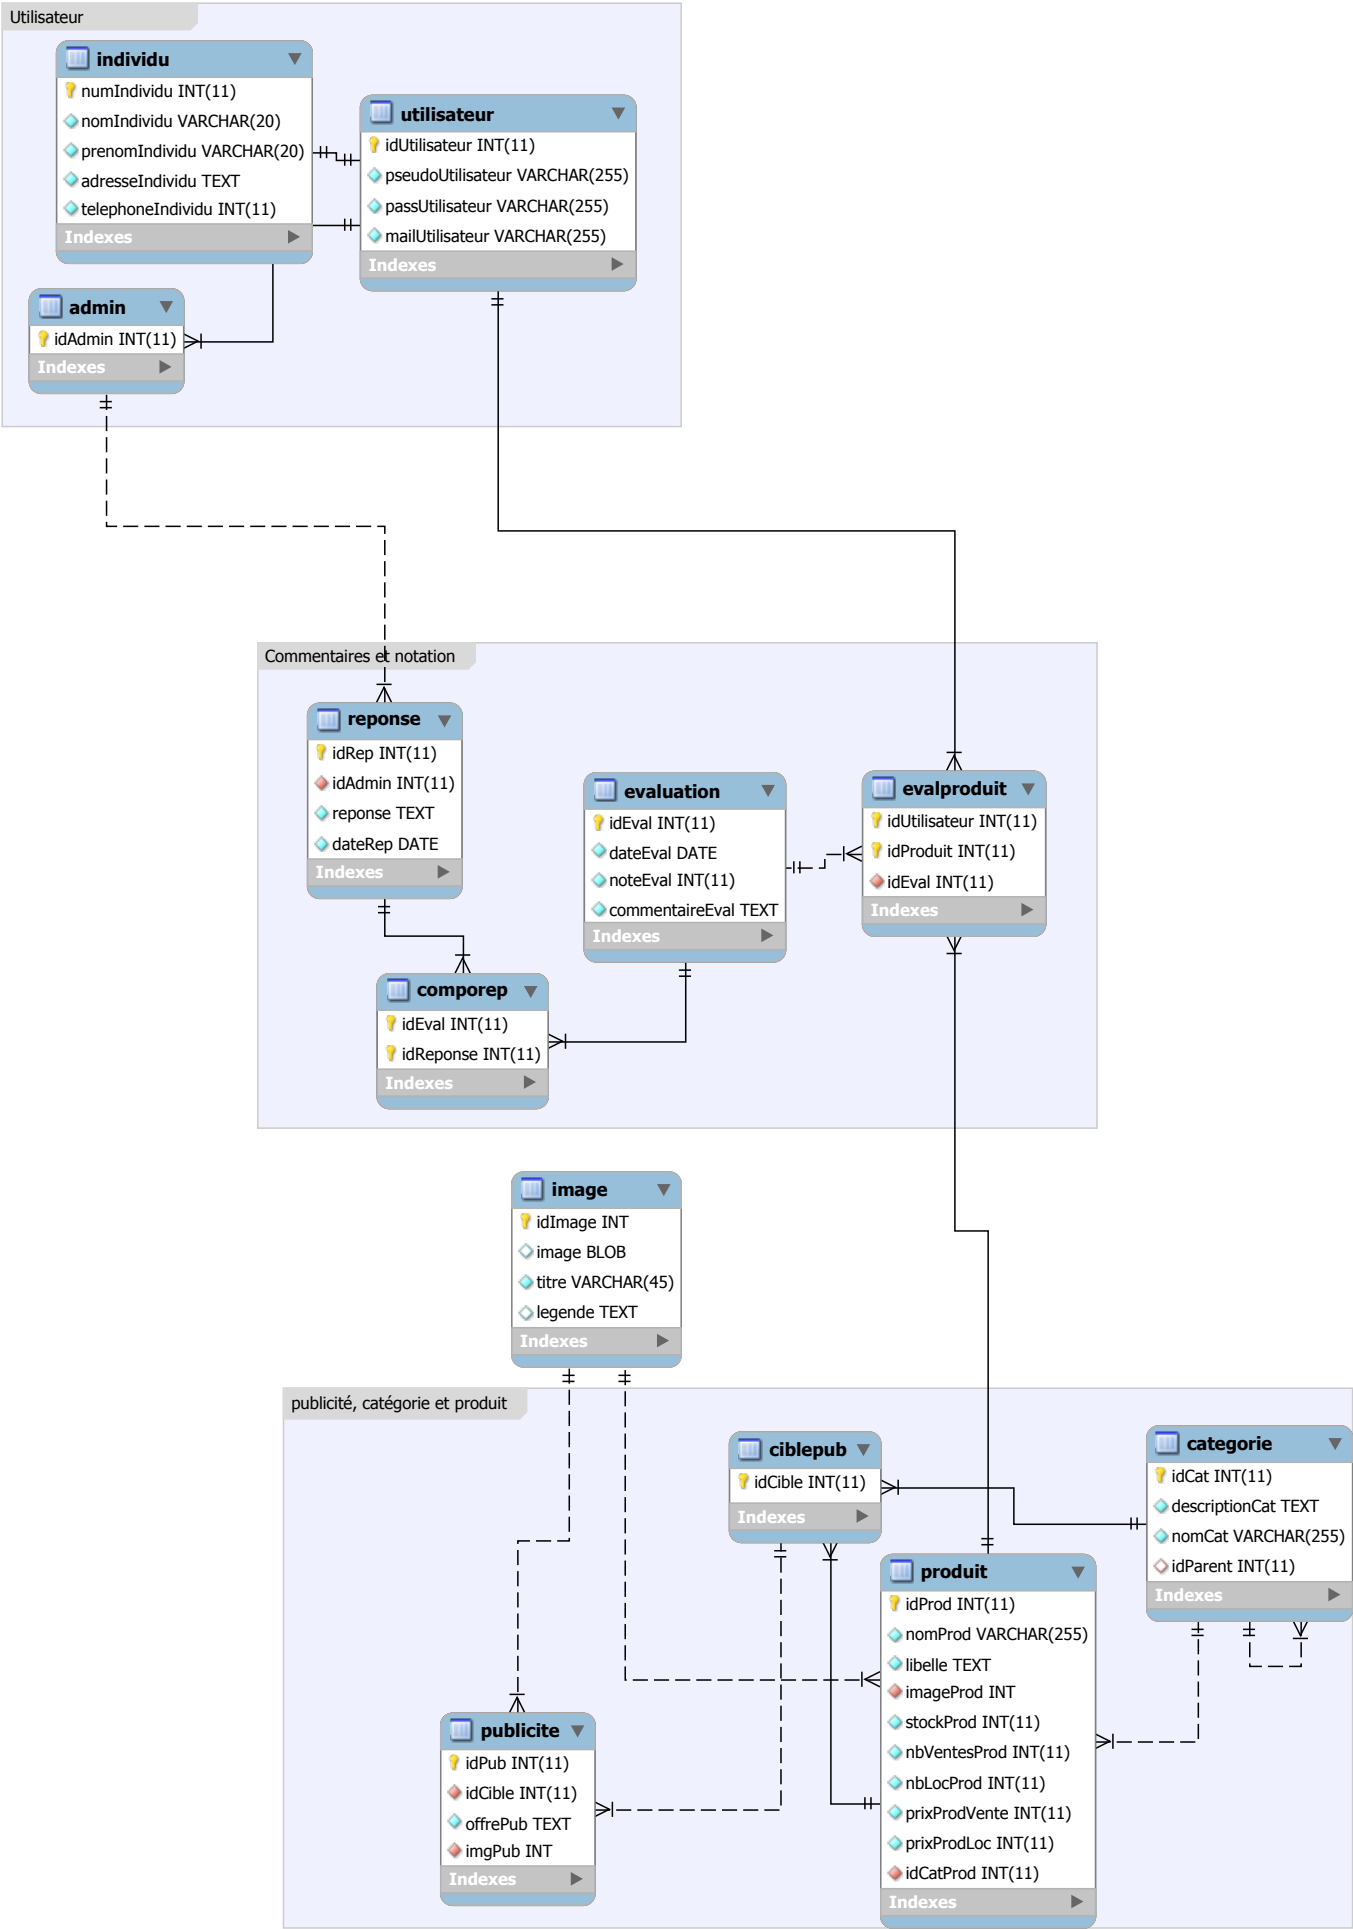 Utilisateur
individu
numIndividu INT(11)
nomIndividu VARCHAR(20)
prenomIndividu VARCHAR(20)
adresseIndividu TEXT
telephoneIndividu INT(11)
Indexes
utilisateur
idUtilisateur INT(11)
pseudoUtilisateur VARCHAR(255)
passUtilisateur VARCHAR(255)
mailUtilisateur VARCHAR(255)
Indexes
admin
idAdmin INT(11)
Indexes
Commentaires et notation
reponse
idRep INT(11)
idAdmin INT(11)
reponse TEXT
dateRep DATE
Indexes
evaluation
idEval INT(11)
dateEval DATE
noteEval INT(11)
commentaireEval TEXT
Indexes
evalproduit
idUtilisateur INT(11)
idProduit INT(11)
idEval INT(11)
Indexes
comporep
idEval INT(11)
idReponse INT(11)
Indexes
image
idImage INT
image BLOB
titre VARCHAR(45)
legende TEXT
Indexes
publicité, catégorie et produit
ciblepub
idCible INT(11)
Indexes
categorie
idCat INT(11)
descriptionCat TEXT
nomCat VARCHAR(255)
idParent INT(11)
Indexes
produit
idProd INT(11)
nomProd VARCHAR(255)
libelle TEXT
imageProd INT
stockProd INT(11)
nbVentesProd INT(11)
nbLocProd INT(11)
prixProdVente INT(11)
prixProdLoc INT(11)
idCatProd INT(11)
Indexes
publicite
idPub INT(11)
idCible INT(11)
offrePub TEXT
imgPub INT
Indexes